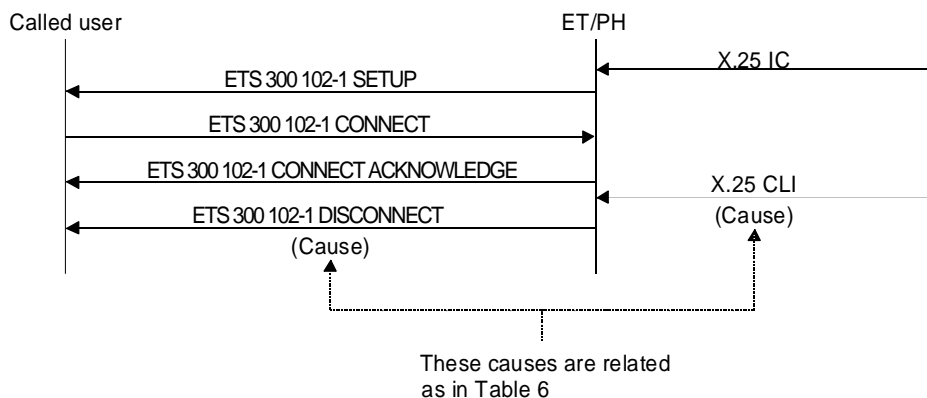 Called user ET/PH
X.25 IC
ETS 300 102-1 SETUP
ETS 300 102-1 CONNECT
ETS 300 102-1 CONNECT ACKNOWLEDGE
X.25 CLI
ETS 300 102-1 DISCONNECT
(Cause)
(Cause)
These causes are related
as in Table 6